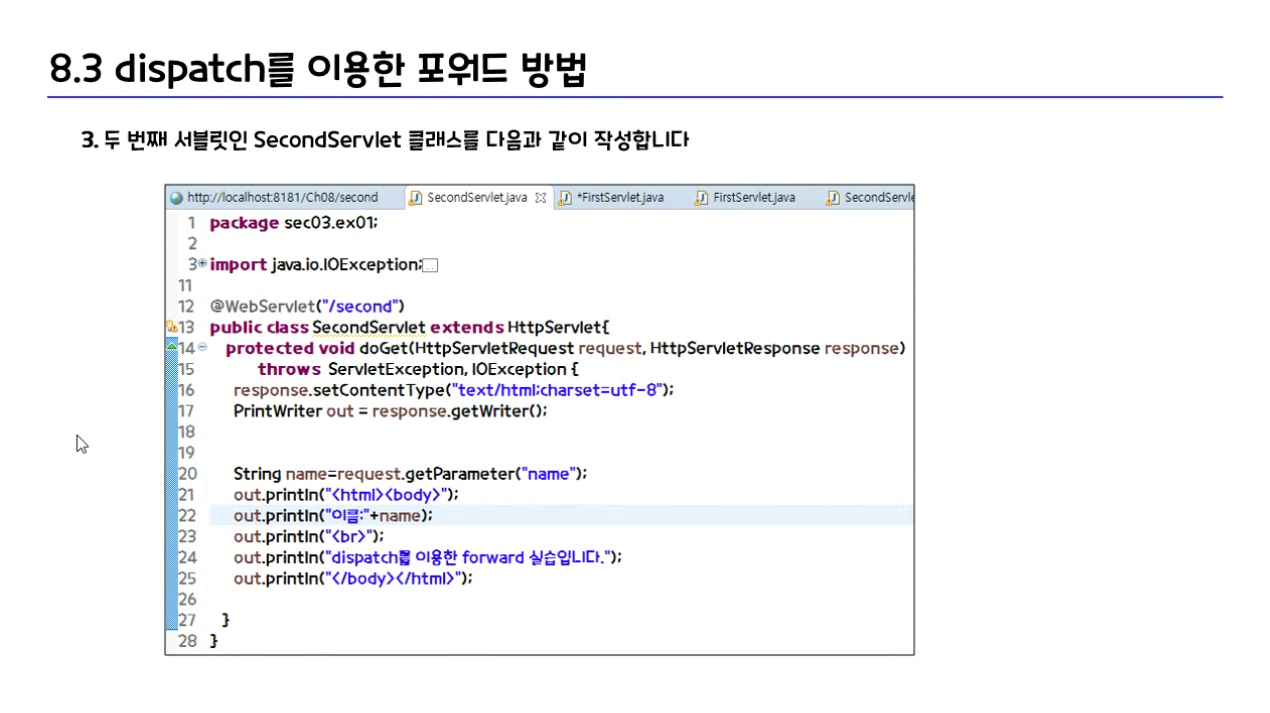 8.3 dispatch를 이용한 포워드 방법
3. 두 번째 서블릿인 SecondServlet 클래스를 다음과 같이 작성합니다
http://localhost:8181/Ch08/second SecondServlet.java *FirstServlet.java FirstServlet.java SecondServle
1 package sec03.ex01;
2
3 import java.io.IOException;
11
12 @WebServlet("/second")
13 public class SecondServlet extends HttpServlet{
14 protected void doGet(HttpServletRequest request, HttpServletResponse response)
15 throws ServletException, IOException {
16 response.setContentType("text/html;charset=utf-8");
17 PrintWriter out = response.getWriter();
18
19
20 String name=request.getParameter("name");
21 out.println("<html><body>");
22 out.println("이름:"+name);
23 out.println("<br>");
24 out.println("dispatch를 이용한 forward 실습입니다.");
25 out.println("</body></html>");
26
27 }
28 }